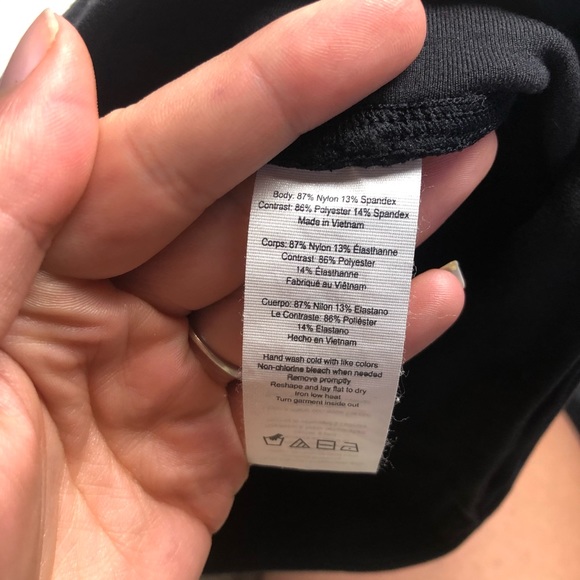 Body: 87% Nylon 13% Spandex
Contrast: 86% Polyester 14% Spandex
Made in Vietnam
Corps: 87% Nylon 13% Élasthanne
Contrast: 86% Polyester
14% Élasthanne
Fabriqué au Viêtnam
Cuerpo: 87% Nilon 13% Elastano
Le Contraste: 86% Poliéster
14% Elastano
Hecho en Vietnam
Hand wash cold with like colors
Non-chlorine bleach when needed
Remove promptly
Reshape and lay flat to dry
Iron low heat
Turn garment inside out